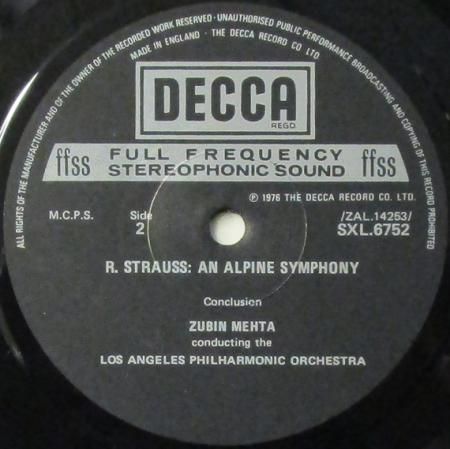 ALL RIGHTS OF THE MANUFACTURER AND OF THE OWNER OF THE RECORDED WORK RESERVED · UNAUTHORISED PUBLIC PERFORMANCE BROADCASTING AND COPYING OF THIS RECORD PROHIBITED
MADE IN ENGLAND · THE DECCA RECORD CO LTD.
DECCA
REGD.
ffss FULL FREQUENCY STEREOPHONIC SOUND ffss
℗ 1976 THE DECCA RECORD CO. LTD.
M.C.P.S. Side 2 /ZAL.14253/
SXL.6752
R. STRAUSS: AN ALPINE SYMPHONY
Conclusion
ZUBIN MEHTA
conducting the
LOS ANGELES PHILHARMONIC ORCHESTRA